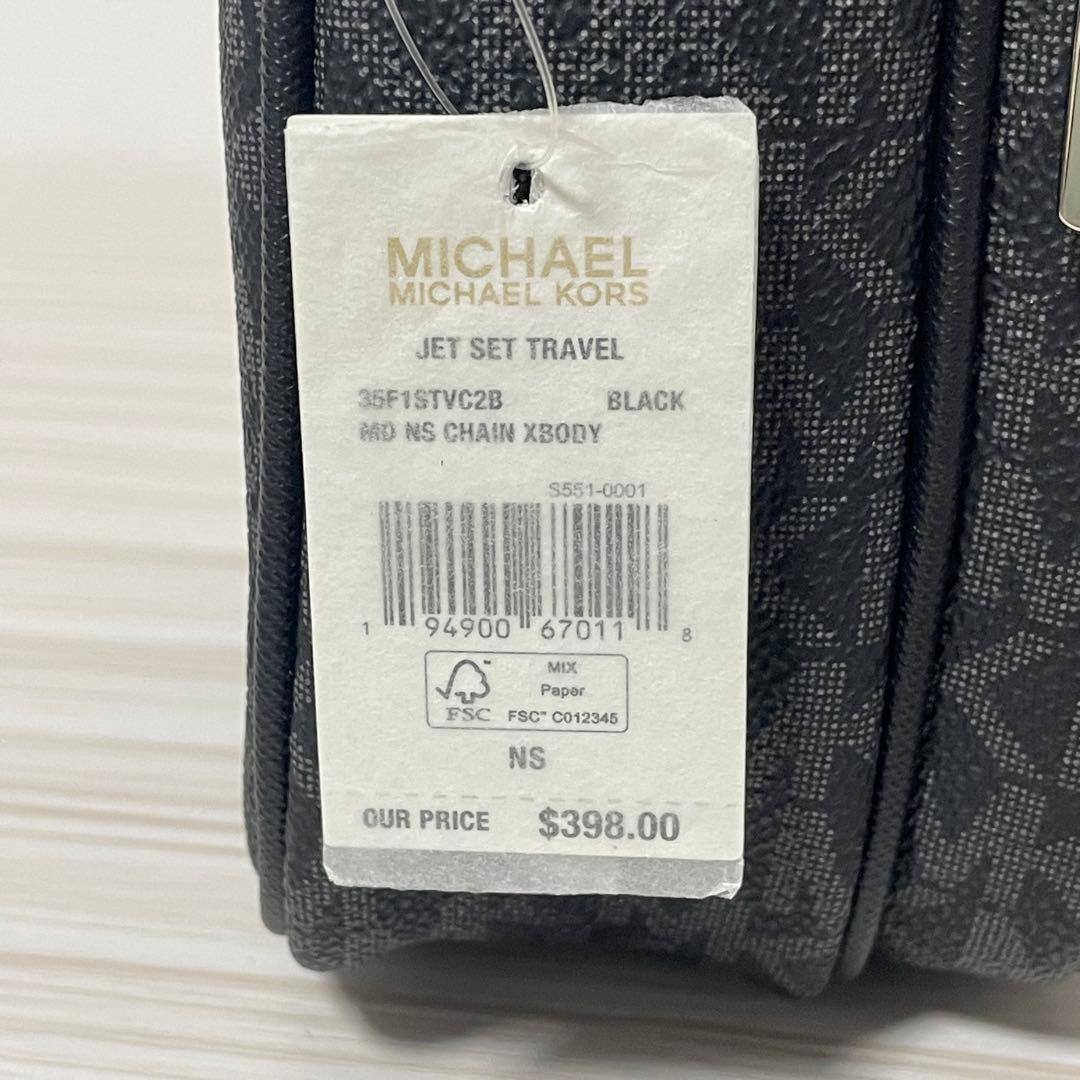 MICHAEL
MICHAEL KORS
JET SET TRAVEL
35F1STVC2B BLACK
MD NS CHAIN XBODY
S551-0001
1 94900 67011 8
FSC™ MIX
Paper
FSC™ C012345
NS
OUR PRICE $398.00